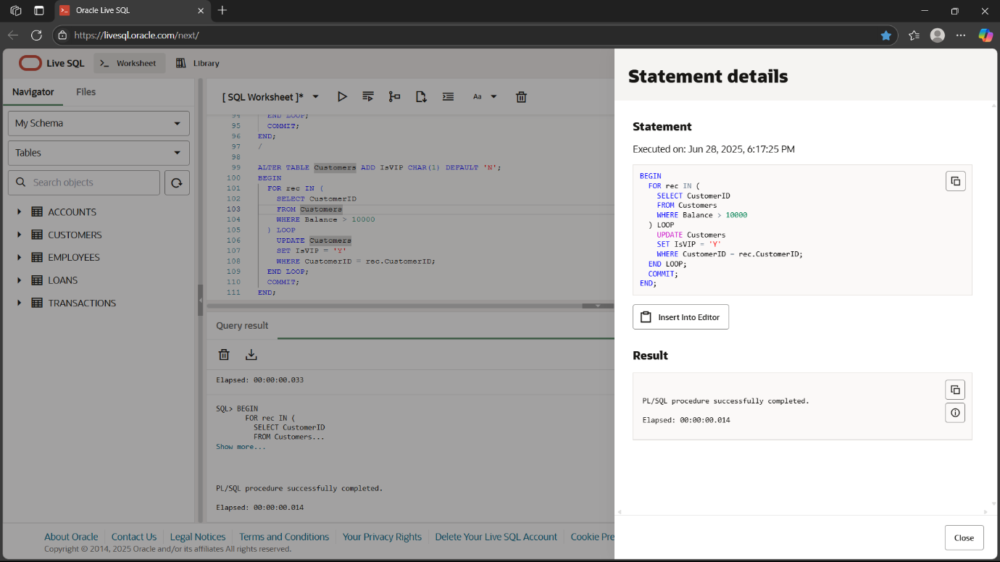 Oracle Live SQL
https://livesql.oracle.com/next/
Live SQL
Worksheet
Library
Navigator
Files
My Schema
Tables
Search objects
ACCOUNTS
CUSTOMERS
EMPLOYEES
LOANS
TRANSACTIONS
[ SQL Worksheet ]*
Aa
94 END LOOP;
95 COMMIT;
96 END;
97 /
98
99 ALTER TABLE Customers ADD IsVIP CHAR(1) DEFAULT 'N';
100 BEGIN
101 FOR rec IN (
102 SELECT CustomerID
103 FROM Customers
104 WHERE Balance > 10000
105 ) LOOP
106 UPDATE Customers
107 SET IsVIP = 'Y'
108 WHERE CustomerID = rec.CustomerID;
109 END LOOP;
110 COMMIT;
111 END;
Query result
Elapsed: 00:00:00.033
SQL> BEGIN
FOR rec IN (
SELECT CustomerID
FROM Customers...
Show more...
PL/SQL procedure successfully completed.
Elapsed: 00:00:00.014
Statement details
Statement
Executed on: Jun 28, 2025, 6:17:25 PM
BEGIN
FOR rec IN (
SELECT CustomerID
FROM Customers
WHERE Balance > 10000
) LOOP
UPDATE Customers
SET IsVIP = 'Y'
WHERE CustomerID = rec.CustomerID;
END LOOP;
COMMIT;
END;
Insert Into Editor
Result
PL/SQL procedure successfully completed.
Elapsed: 00:00:00.014
Close
About Oracle
Contact Us
Legal Notices
Terms and Conditions
Your Privacy Rights
Delete Your Live SQL Account
Cookie Pre
Copyright © 2014, 2025 Oracle and/or its affiliates All rights reserved.